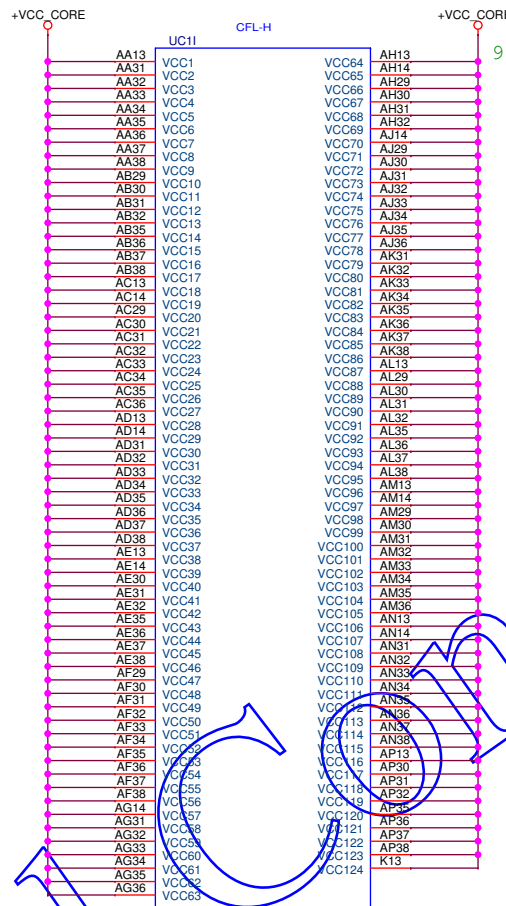 +VCC_CORE +VCC_CORE
CFL-H
UC1I
9
AA13 VCC1 VCC64 AH13
AA31 VCC2 VCC65 AH14
AA32 VCC3 VCC66 AH29
AA33 VCC4 VCC67 AH30
AA34 VCC5 VCC68 AH31
AA35 VCC6 VCC69 AH32
AA36 VCC7 VCC70 AJ14
AA37 VCC8 VCC71 AJ29
AA38 VCC9 VCC72 AJ30
AB29 VCC10 VCC73 AJ31
AB30 VCC11 VCC74 AJ32
AB31 VCC12 VCC75 AJ33
AB32 VCC13 VCC76 AJ34
AB35 VCC14 VCC77 AJ35
AB36 VCC15 VCC78 AJ36
AB37 VCC16 VCC79 AK31
AB38 VCC17 VCC80 AK32
AC13 VCC18 VCC81 AK33
AC14 VCC19 VCC82 AK34
AC29 VCC20 VCC83 AK35
AC30 VCC21 VCC84 AK36
AC31 VCC22 VCC85 AK37
AC32 VCC23 VCC86 AK38
AC33 VCC24 VCC87 AL13
AC34 VCC25 VCC88 AL29
AC35 VCC26 VCC89 AL30
AC36 VCC27 VCC90 AL31
AD13 VCC28 VCC91 AL32
AD14 VCC29 VCC92 AL35
AD31 VCC30 VCC93 AL36
AD32 VCC31 VCC94 AL37
AD33 VCC32 VCC95 AL38
AD34 VCC33 VCC96 AM13
AD35 VCC34 VCC97 AM14
AD36 VCC35 VCC98 AM29
AD37 VCC36 VCC99 AM30
AD38 VCC37 VCC100 AM31
AE13 VCC38 VCC101 AM32
AE14 VCC39 VCC102 AM33
AE30 VCC40 VCC103 AM34
AE31 VCC41 VCC104 AM35
AE32 VCC42 VCC105 AM36
AE35 VCC43 VCC106 AN13
AE36 VCC44 VCC107 AN14
AE37 VCC45 VCC108 AN31
AE38 VCC46 VCC109 AN32
AF29 VCC47 VCC110 AN33
AF30 VCC48 VCC111 AN34
AF31 VCC49 VCC112 AN35
AF32 VCC50 VCC113 AN36
AF33 VCC51 VCC114 AN37
AF34 VCC52 VCC115 AN38
AF35 VCC53 VCC116 AP13
AF36 VCC54 VCC117 AP30
AF37 VCC55 VCC118 AP31
AF38 VCC56 VCC119 AP32
AG14 VCC57 VCC120 AP35
AG31 VCC58 VCC121 AP36
AG32 VCC59 VCC122 AP37
AG33 VCC60 VCC123 AP38
AG34 VCC61 VCC124 K13
AG35 VCC62
AG36 VCC63